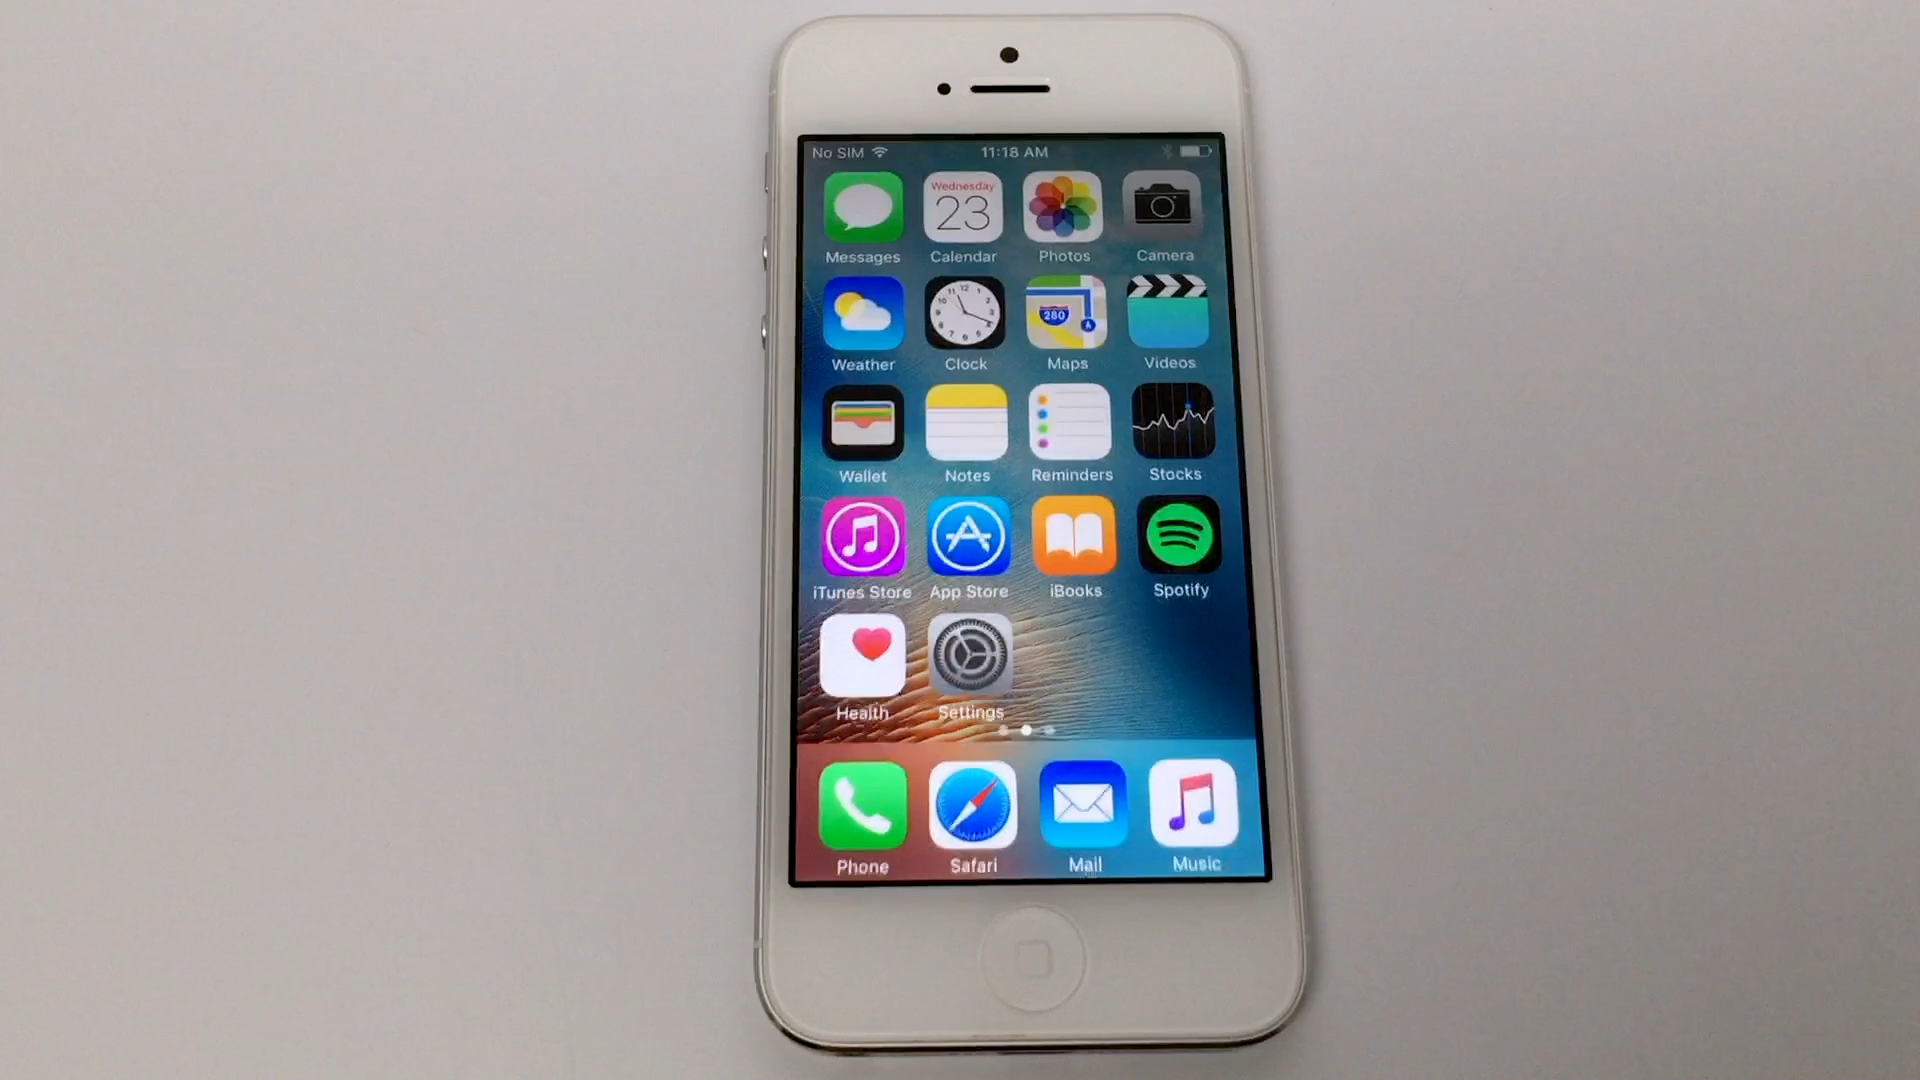 No SIM 11:18 AM
Wednesday
23
Messages Calendar Photos Camera
280
Weather Clock Maps Videos
Wallet Notes Reminders Stocks
iTunes Store App Store iBooks Spotify
Health Settings
Phone Safari Mail Music